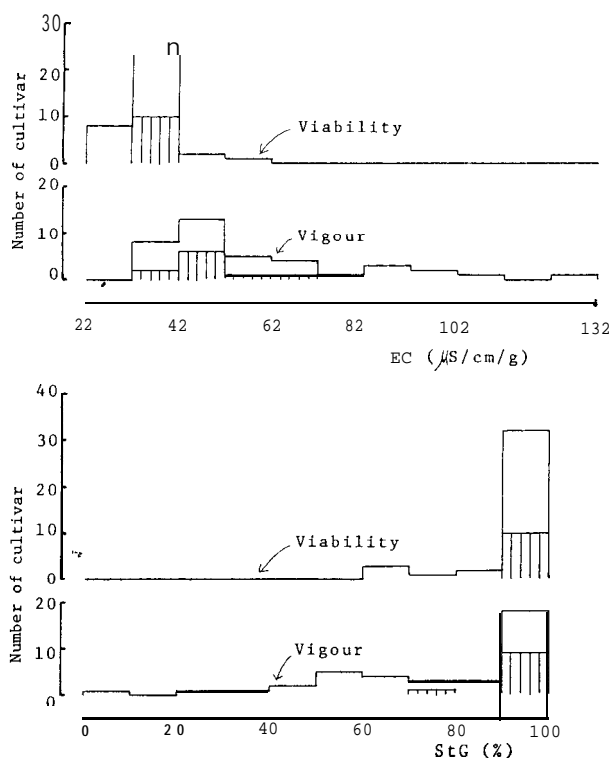 30
n
20
Number of cultivar
10
Viability
0
20
Vigour
10
0
22 42 62 82 102 132
EC (μS/cm/g)
40
30
Number of cultivar
20
10
Viability
0
20
Vigour
10
0
0 20 40 60 80 100
StG (%)